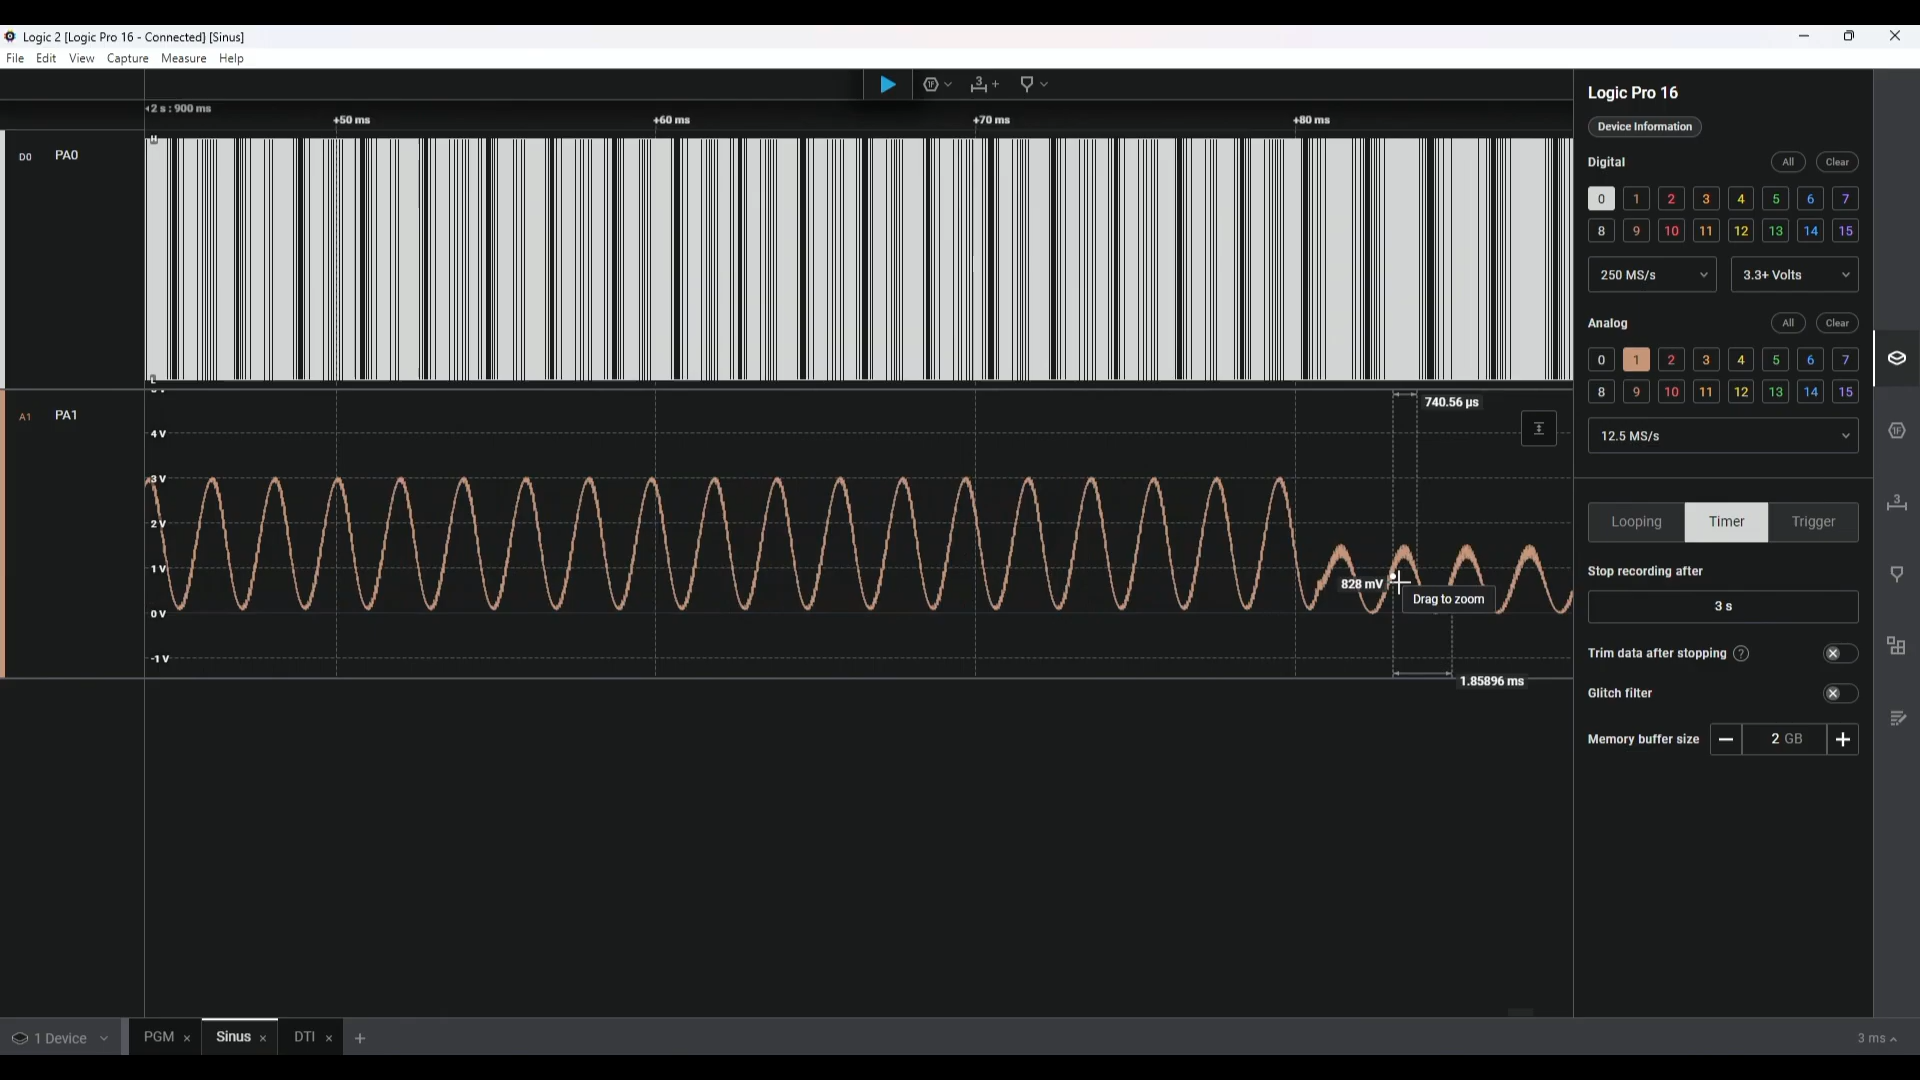 Logic 2 [Logic Pro 16 - Connected] [Sinus]
File Edit View Capture Measure Help
2 s : 900 ms
+50 ms +60 ms +70 ms +80 ms
D0 PA0
H
L
A1 PA1
4 V
3 V
2 V
1 V
0 V
-1 V
740.56 µs
828 mV
Drag to zoom
1.85896 ms
Logic Pro 16
Device Information
Digital All Clear
0 1 2 3 4 5 6 7
8 9 10 11 12 13 14 15
250 MS/s 3.3+ Volts
Analog All Clear
0 1 2 3 4 5 6 7
8 9 10 11 12 13 14 15
12.5 MS/s
Looping Timer Trigger
Stop recording after
3 s
Trim data after stopping ?
Glitch filter
Memory buffer size 2 GB
1 Device PGM × Sinus × DTI × +
3 ms